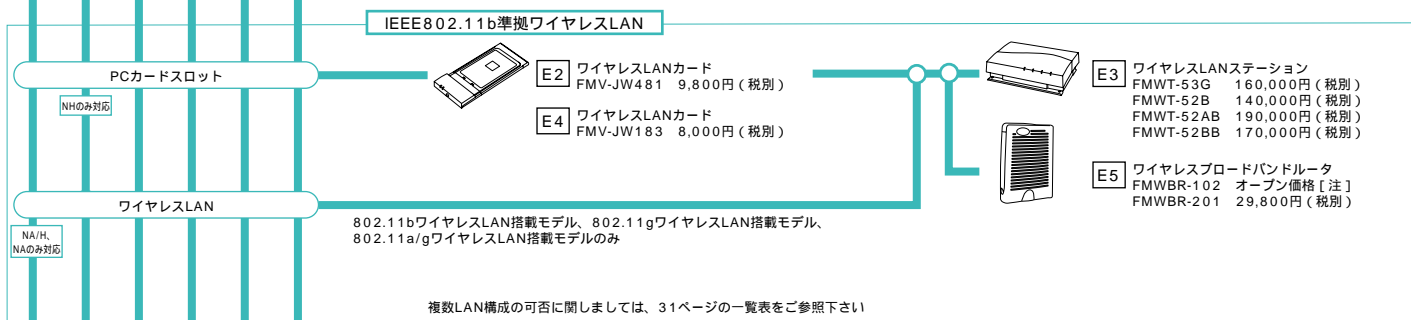 IEEE802.11b準拠ワイヤレスLAN
PCカードスロット
NHのみ対応
E2
ワイヤレスLANカード
FMV-JW481 9,800円(税別)
E4
ワイヤレスLANカード
FMV-JW183 8,000円(税別)
E3
ワイヤレスLANステーション
FMWT-53G 160,000円(税別)
FMWT-52B 140,000円(税別)
FMWT-52AB 190,000円(税別)
FMWT-52BB 170,000円(税別)
E5
ワイヤレスブロードバンドルータ
FMWBR-102 オープン価格[注]
FMWBR-201 29,800円(税別)
ワイヤレスLAN
NA/H、
NAのみ対応
802.11bワイヤレスLAN搭載モデル、802.11gワイヤレスLAN搭載モデル、
802.11a/gワイヤレスLAN搭載モデルのみ
複数LAN構成の可否に関しましては、31ページの一覧表をご参照下さい